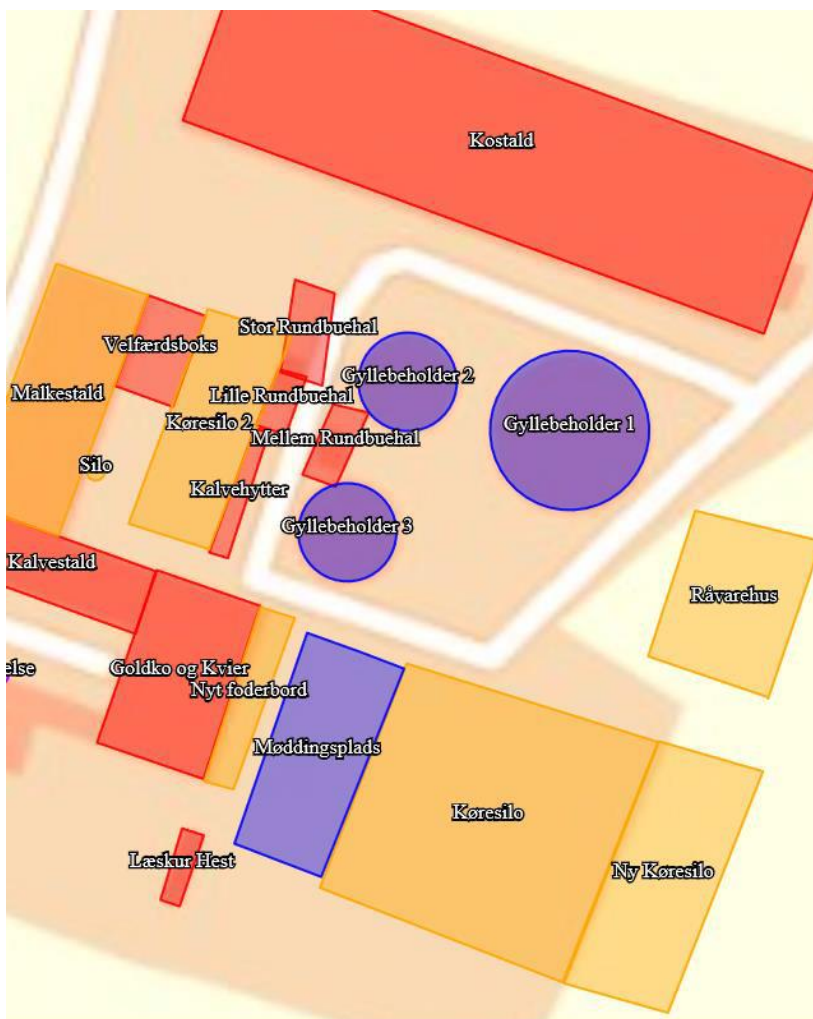 Kostald
Stor Rundbuehal
Velfærdsboks
Gyllebeholder 2
Malkestald
Lille Rundbuehal
Køresilo 2
Gyllebeholder 1
Mellem Rundbuehal
Silo
Kalvehytter
Gyllebeholder 3
Kalvestald
Råvarehus
else
Goldko og Kvier
Nyt foderbord
Møddingsplads
Køresilo
Læskur Hest
Ny Køresilo